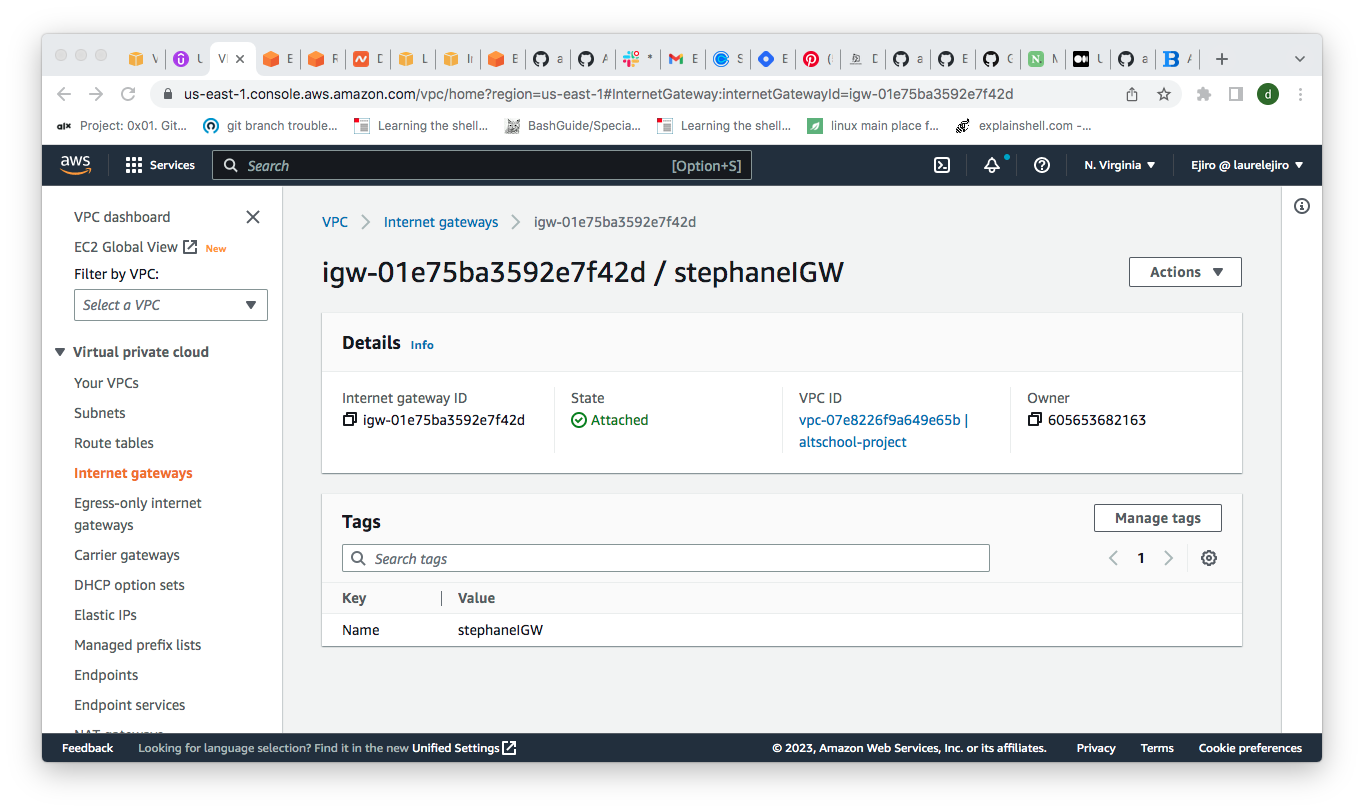 V U VI E R D L In E a A * E S E ( D a E G N U a A
us-east-1.console.aws.amazon.com/vpc/home?region=us-east-1#InternetGateway:internetGatewayId=igw-01e75ba3592e7f42d d
alx Project: 0x01. Git... git branch trouble... Learning the shell... BashGuide/Specia... Learning the shell... linux main place f... explainshell.com -...
aws Services Search [Option+S] N. Virginia Ejiro @ laurelejiro
VPC dashboard
EC2 Global View New
Filter by VPC:
Select a VPC
Virtual private cloud
Your VPCs
Subnets
Route tables
Internet gateways
Egress-only internet
gateways
Carrier gateways
DHCP option sets
Elastic IPs
Managed prefix lists
Endpoints
Endpoint services
NAT gateways
VPC Internet gateways igw-01e75ba3592e7f42d
igw-01e75ba3592e7f42d / stephaneIGW
Actions
Details Info
Internet gateway ID
igw-01e75ba3592e7f42d
State
Attached
VPC ID
vpc-07e8226f9a649e65b |
altschool-project
Owner
605653682163
Tags
Manage tags
Search tags
1
Key Value
Name stephaneIGW
Feedback Looking for language selection? Find it in the new Unified Settings © 2023, Amazon Web Services, Inc. or its affiliates. Privacy Terms Cookie preferences